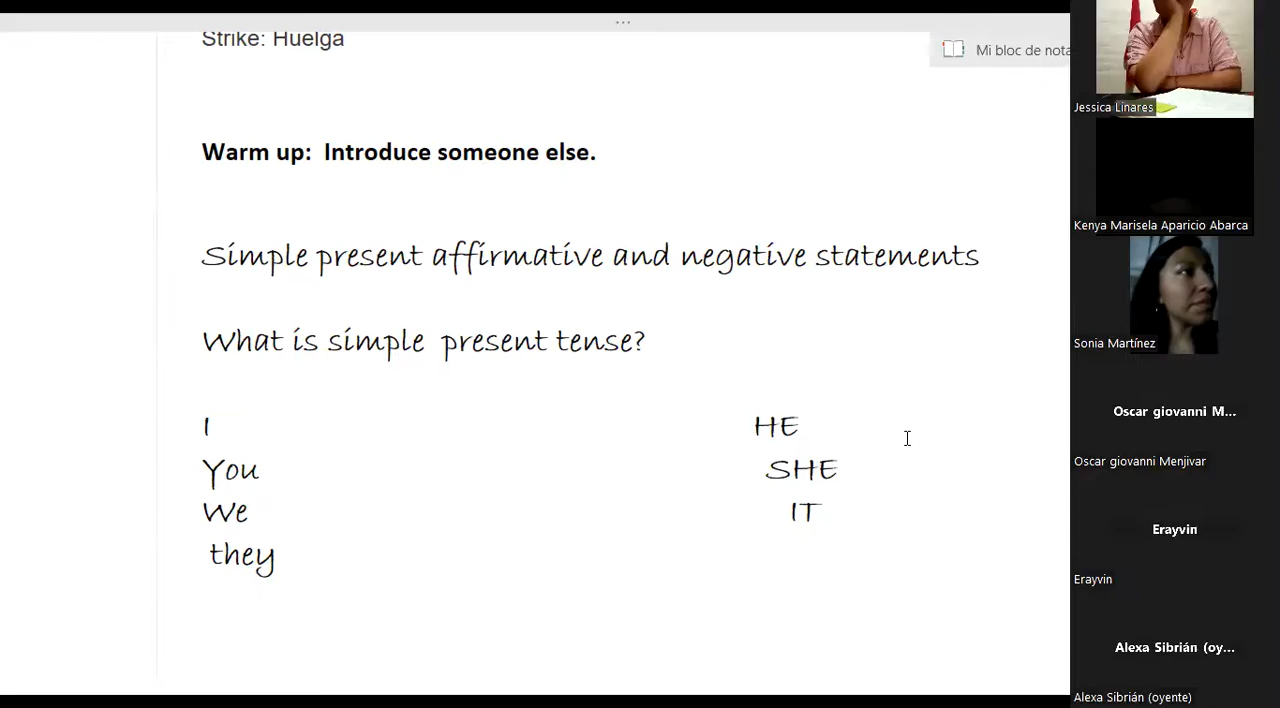 Strike: Huelga
Mi bloc de nota
Warm up: Introduce someone else.
Simple present affirmative and negative statements
What is simple present tense?
I
You
We
they
HE
SHE
IT
Jessica Linares
Kenya Marisela Aparicio Abarca
Sonia Martínez
Oscar giovanni M...
Oscar giovanni Menjivar
Erayvin
Erayvin
Alexa Sibrián (oy...
Alexa Sibrián (oyente)